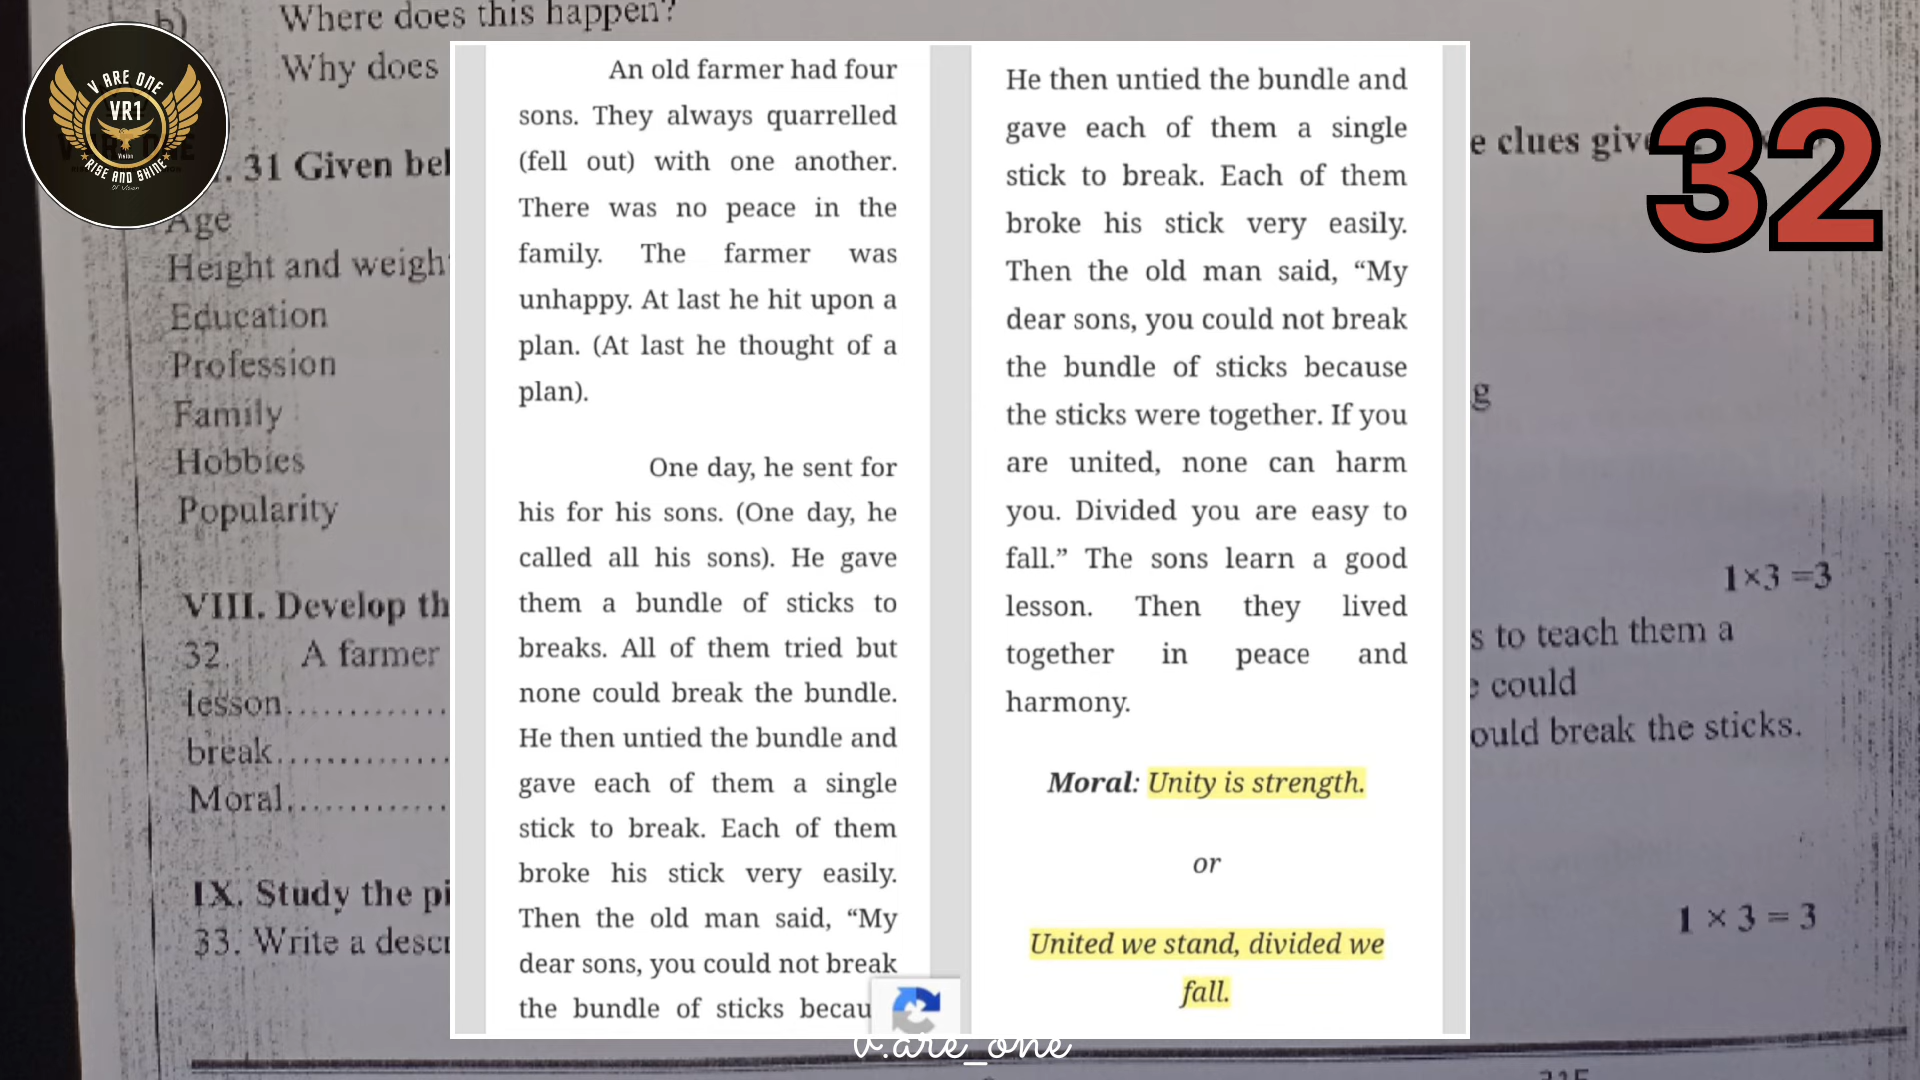 b) Where does this happen?
Why does
V ARE ONE
VR1
Vision
RISE AND SHINE
Of Vision
32
. 31 Given bel
e clues giv
Age
Height and weigh
Education
Profession
Family
Hobbies
Popularity
g
VIII. Develop th
1×3 =3
32. A farmer
s to teach them a
lesson..............
could
break..............
ould break the sticks.
Moral..............
IX. Study the pi
1 × 3 = 3
33. Write a descr
An old farmer had four
sons. They always quarrelled
(fell out) with one another.
There was no peace in the
family. The farmer was
unhappy. At last he hit upon a
plan. (At last he thought of a
plan).
One day, he sent for
his for his sons. (One day, he
called all his sons). He gave
them a bundle of sticks to
breaks. All of them tried but
none could break the bundle.
He then untied the bundle and
gave each of them a single
stick to break. Each of them
broke his stick very easily.
Then the old man said, “My
dear sons, you could not break
the bundle of sticks becau
He then untied the bundle and
gave each of them a single
stick to break. Each of them
broke his stick very easily.
Then the old man said, “My
dear sons, you could not break
the bundle of sticks because
the sticks were together. If you
are united, none can harm
you. Divided you are easy to
fall.” The sons learn a good
lesson. Then they lived
together in peace and
harmony.
Moral: Unity is strength.
or
United we stand, divided we
fall.
v.are_one